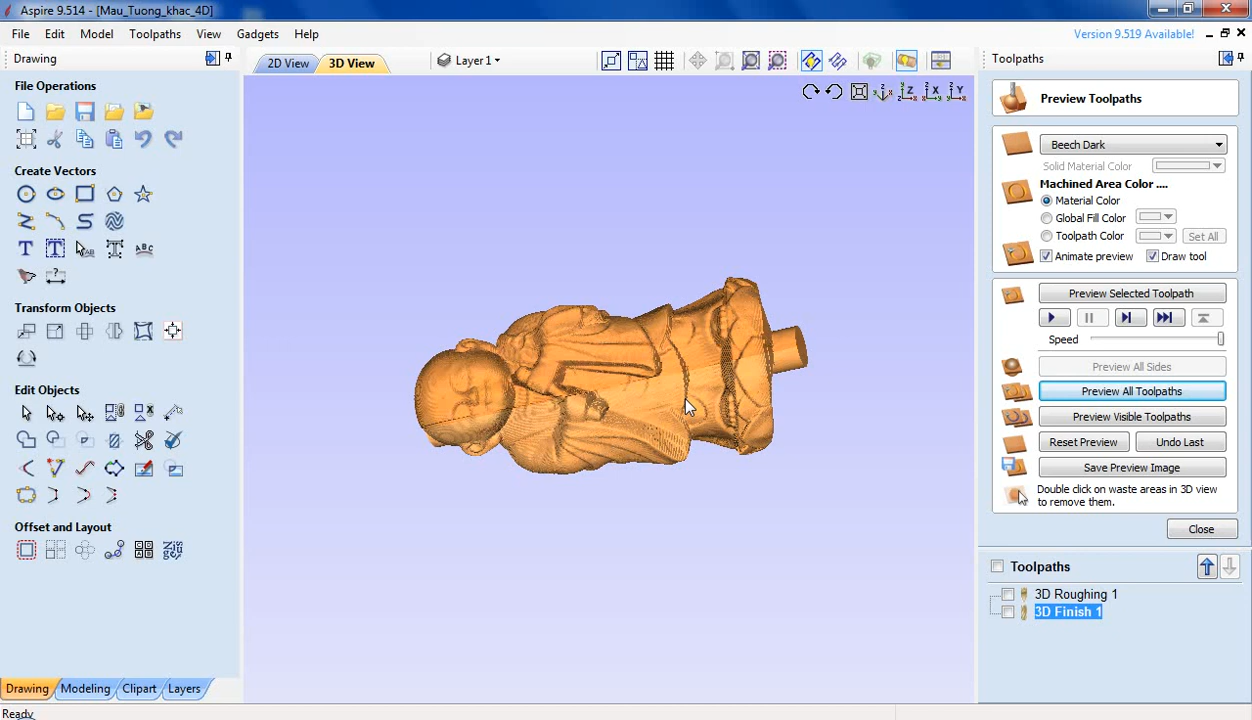 Aspire 9.514 - [Mau_Tuong_khac_4D]
File Edit Model Toolpaths View Gadgets Help
Version 9.519 Available!
Drawing
2D View 3D View Layer 1
Toolpaths
File Operations
Create Vectors
Transform Objects
Edit Objects
Offset and Layout
Drawing Modeling Clipart Layers
Ready
Preview Toolpaths
Beech Dark
Solid Material Color
Machined Area Color ....
Material Color
Global Fill Color
Toolpath Color Set All
Animate preview Draw tool
Preview Selected Toolpath
Speed
Preview All Sides
Preview All Toolpaths
Preview Visible Toolpaths
Reset Preview Undo Last
Save Preview Image
Double click on waste areas in 3D view
to remove them.
Close
Toolpaths
3D Roughing 1
3D Finish 1